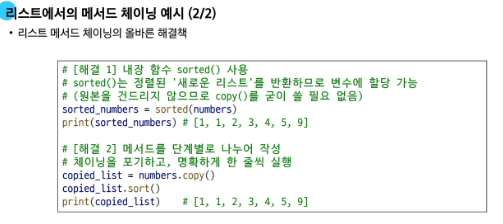 리스트에서의 메서드 체이닝 예시 (2/2)
• 리스트 메서드 체이닝의 올바른 해결책
# [해결 1] 내장 함수 sorted() 사용
# sorted()는 정렬된 '새로운 리스트'를 반환하므로 변수에 할당 가능
# (원본을 건드리지 않으므로 copy()를 굳이 쓸 필요 없음)
sorted_numbers = sorted(numbers)
print(sorted_numbers) # [1, 1, 2, 3, 4, 5, 9]
# [해결 2] 메서드를 단계별로 나누어 작성
# 체이닝을 포기하고, 명확하게 한 줄씩 실행
copied_list = numbers.copy()
copied_list.sort()
print(copied_list)    # [1, 1, 2, 3, 4, 5, 9]